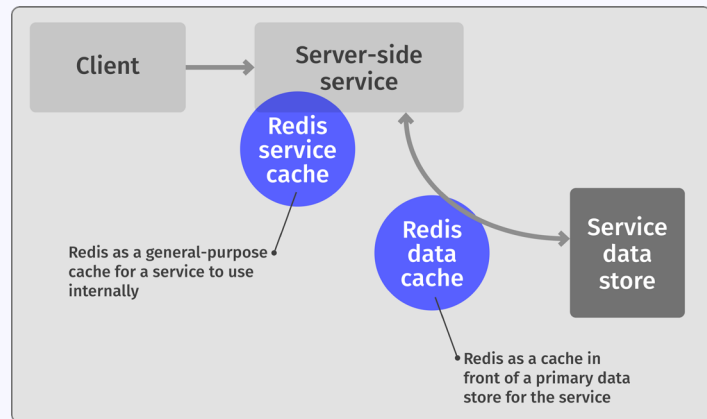 Client
Server-side
service
Redis
service
cache
Redis as a general-purpose
cache for a service to use
internally
Redis
data
cache
Service
data
store
Redis as a cache in
front of a primary data
store for the service